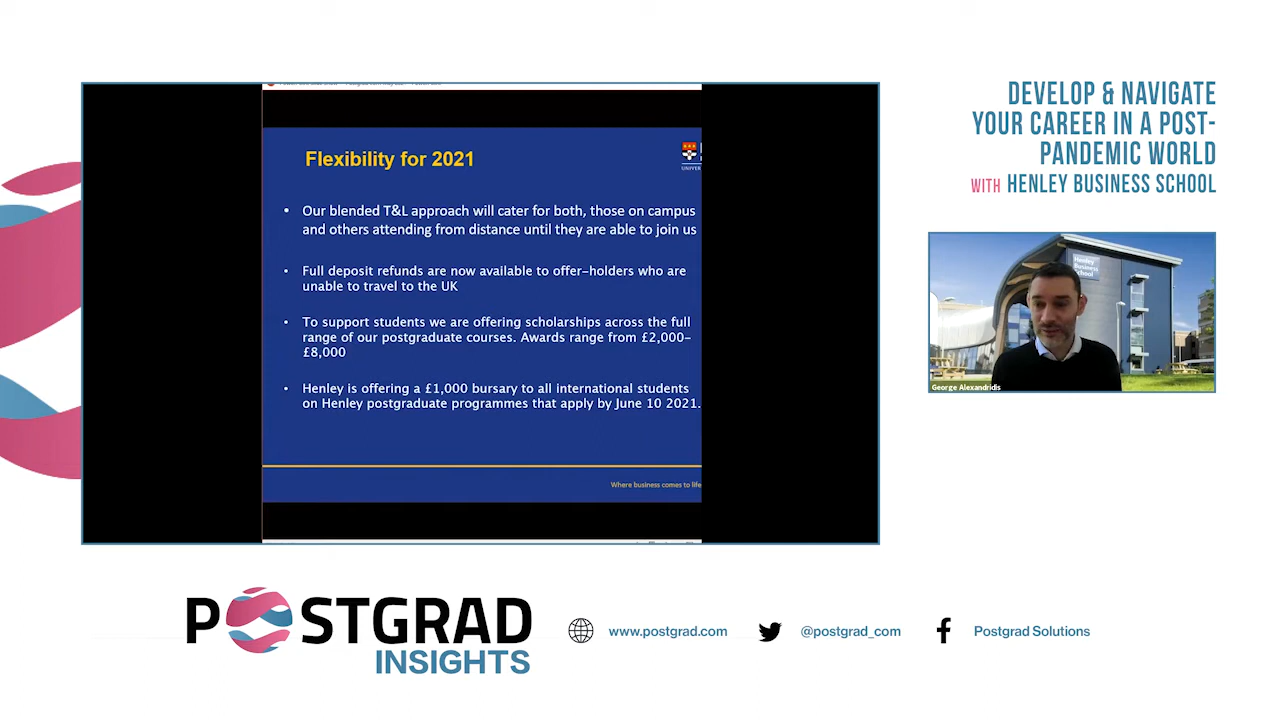 DEVELOP & NAVIGATE
YOUR CAREER IN A POST-
PANDEMIC WORLD
WITH HENLEY BUSINESS SCHOOL
Flexibility for 2021
• Our blended T&L approach will cater for both, those on campus
and others attending from distance until they are able to join us
• Full deposit refunds are now available to offer-holders who are
unable to travel to the UK
• To support students we are offering scholarships across the full
range of our postgraduate courses. Awards range from £2,000-
£8,000
• Henley is offering a £1,000 bursary to all international students
on Henley postgraduate programmes that apply by June 10 2021.
Where business comes to life
Henley
Business
School
George Alexandridis
POSTGRAD
INSIGHTS
www.postgrad.com
@postgrad_com
Postgrad Solutions